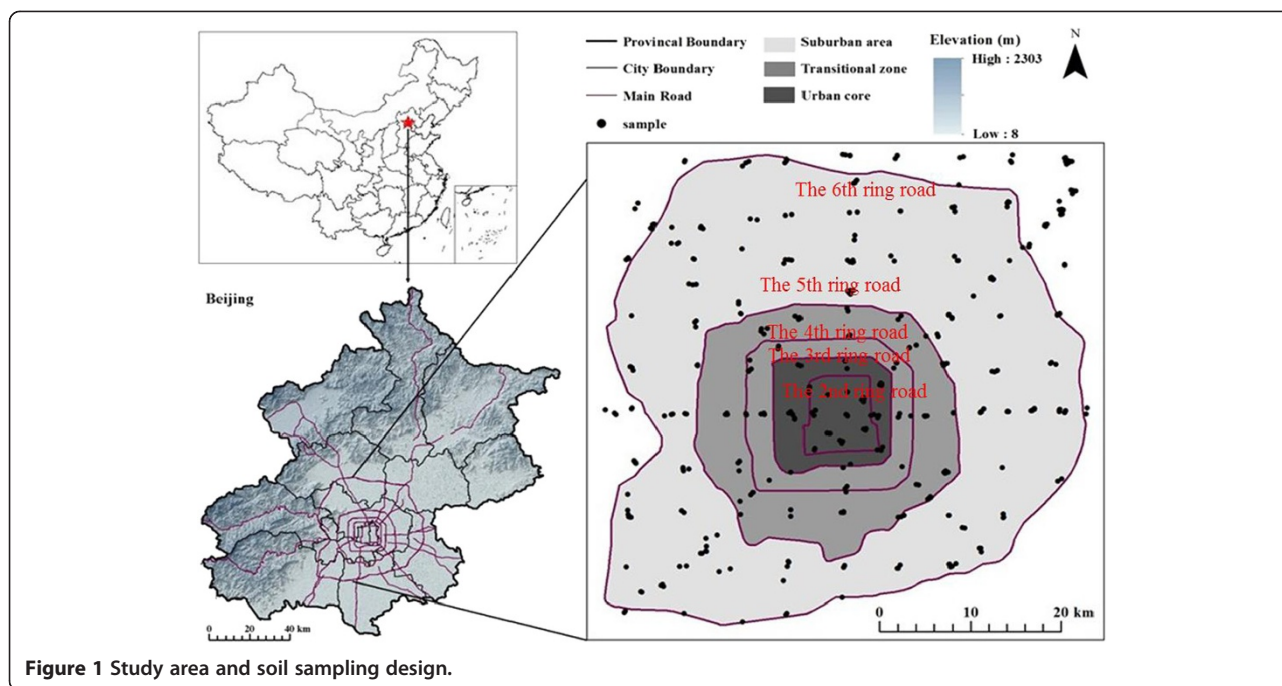 Provincal Boundary
City Boundary
Main Road
sample
Suburban area
Transitional zone
Urban core
Elevation (m)
High : 2303
Low : 8
N
Beijing
0 20 40 km
The 6th ring road
The 5th ring road
The 4th ring road
The 3rd ring road
The 2nd ring road
0 10 20 km
Figure 1 Study area and soil sampling design.